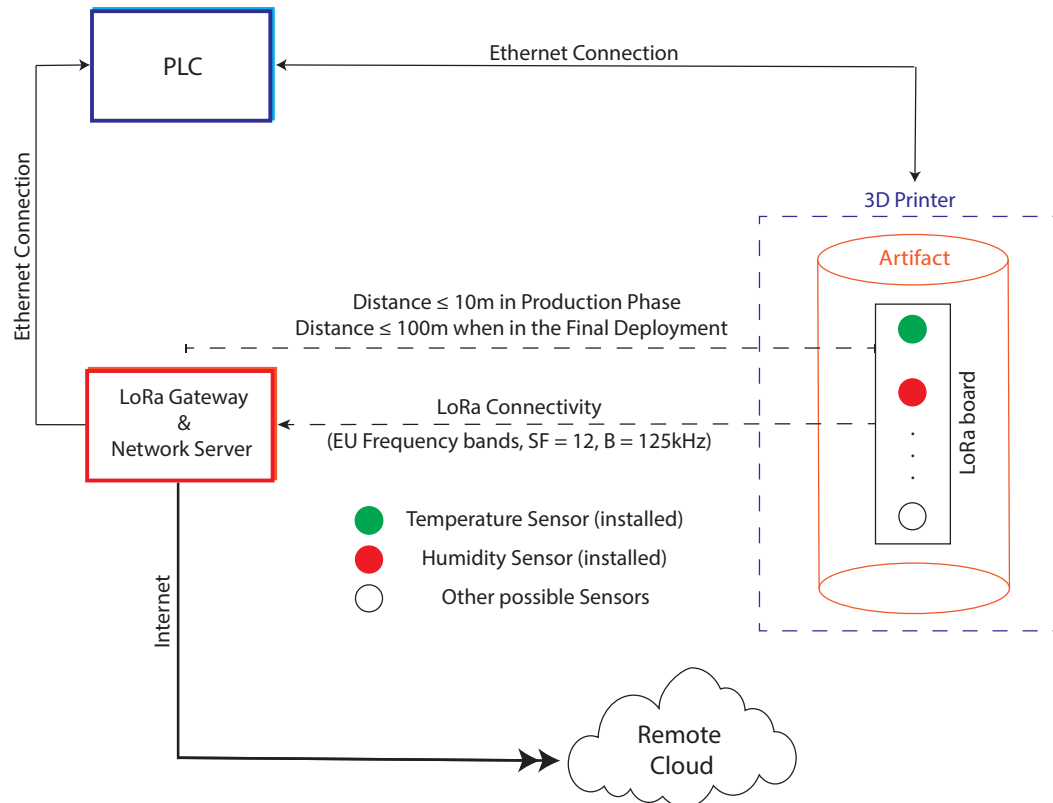 Ethernet Connection
PLC
Ethernet Connection
3D Printer
Artifact
Distance ≤ 10m in Production Phase
Distance ≤ 100m when in the Final Deployment
LoRa Gateway
&
Network Server
LoRa Connectivity
(EU Frequency bands, SF = 12, B = 125kHz)
LoRa board
Temperature Sensor (installed)
Humidity Sensor (installed)
Other possible Sensors
Internet
Remote
Cloud